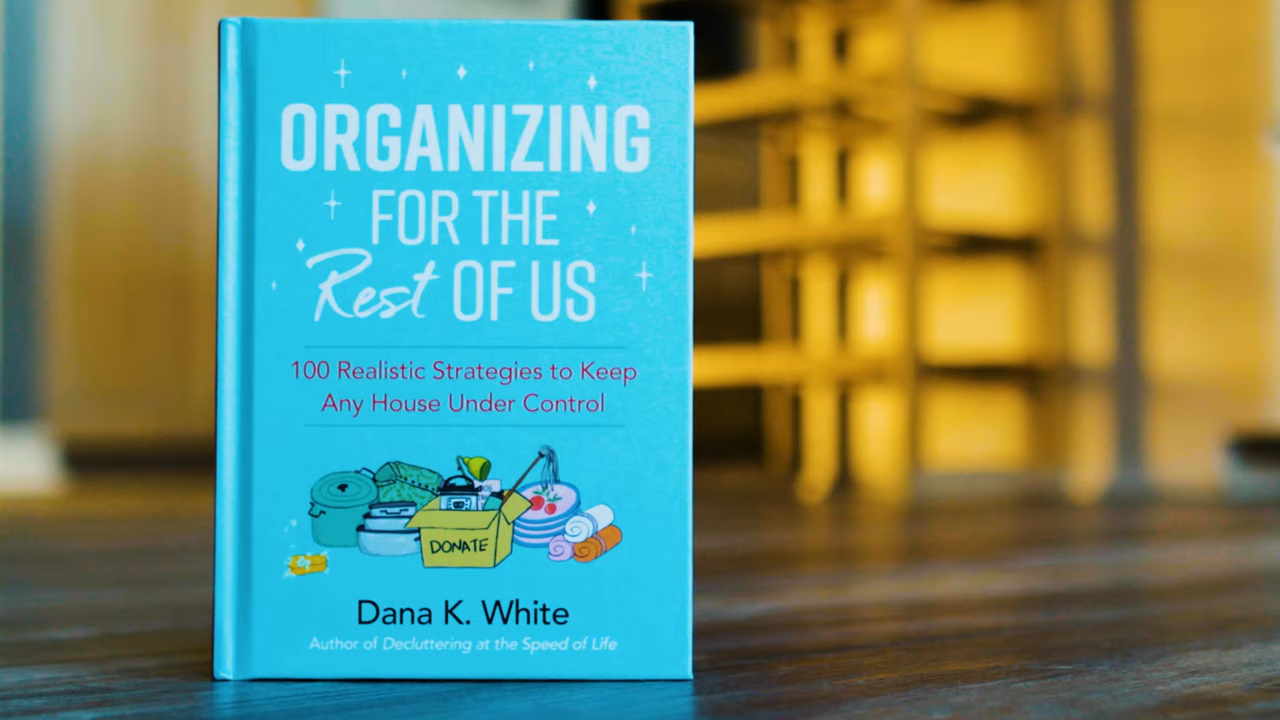 ORGANIZING
FOR THE
Rest OF US
100 Realistic Strategies to Keep
Any House Under Control
DONATE
Dana K. White
Author of Decluttering at the Speed of Life